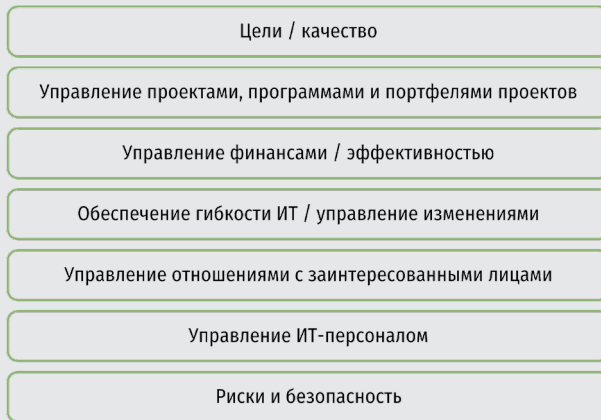 Цели / качество
Управление проектами, программами и портфелями проектов
Управление финансами / эффективностью
Обеспечение гибкости ИТ / управление изменениями
Управление отношениями с заинтересованными лицами
Управление ИТ-персоналом
Риски и безопасность